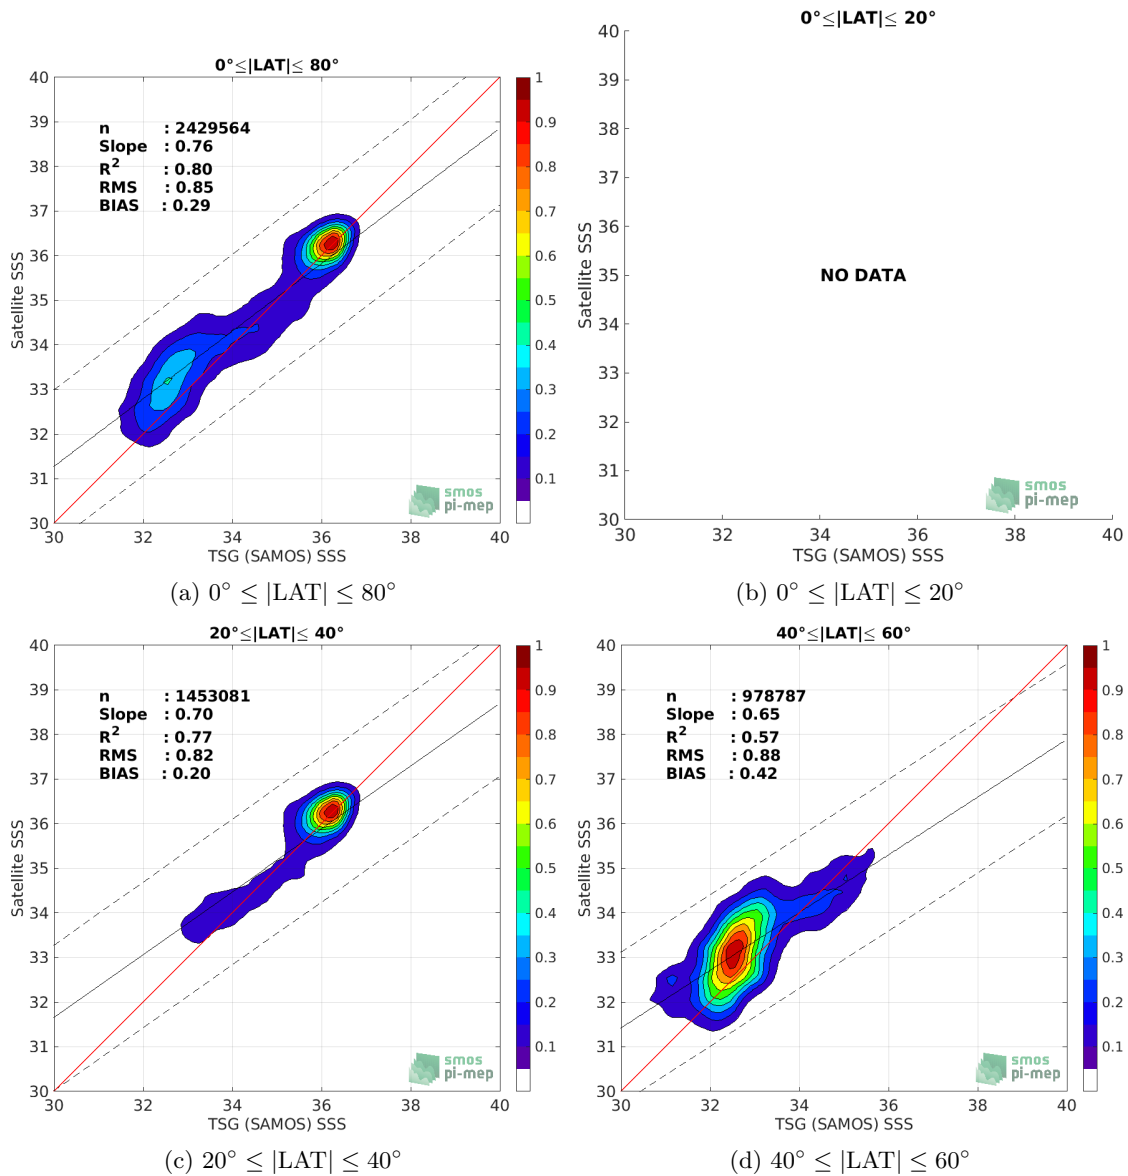 0°≤|LAT|≤ 80°
40
39
38
37
36
35
34
33
32
31
30
Satellite SSS
n : 2429564
Slope : 0.76
R² : 0.80
RMS : 0.85
BIAS : 0.29
smos
pi-mep
30 32 34 36 38 40
TSG (SAMOS) SSS
1
0.9
0.8
0.7
0.6
0.5
0.4
0.3
0.2
0.1
(a) 0° ≤ |LAT| ≤ 80°
0°≤|LAT|≤ 20°
40
39
38
37
36
35
34
33
32
31
30
Satellite SSS
NO DATA
smos
pi-mep
30 32 34 36 38 40
TSG (SAMOS) SSS
(b) 0° ≤ |LAT| ≤ 20°
20°≤|LAT|≤ 40°
40
39
38
37
36
35
34
33
32
31
30
Satellite SSS
n : 1453081
Slope : 0.70
R² : 0.77
RMS : 0.82
BIAS : 0.20
smos
pi-mep
30 32 34 36 38 40
TSG (SAMOS) SSS
1
0.9
0.8
0.7
0.6
0.5
0.4
0.3
0.2
0.1
(c) 20° ≤ |LAT| ≤ 40°
40°≤|LAT|≤ 60°
40
39
38
37
36
35
34
33
32
31
30
Satellite SSS
n : 978787
Slope : 0.65
R² : 0.57
RMS : 0.88
BIAS : 0.42
smos
pi-mep
30 32 34 36 38 40
TSG (SAMOS) SSS
1
0.9
0.8
0.7
0.6
0.5
0.4
0.3
0.2
0.1
(d) 40° ≤ |LAT| ≤ 60°